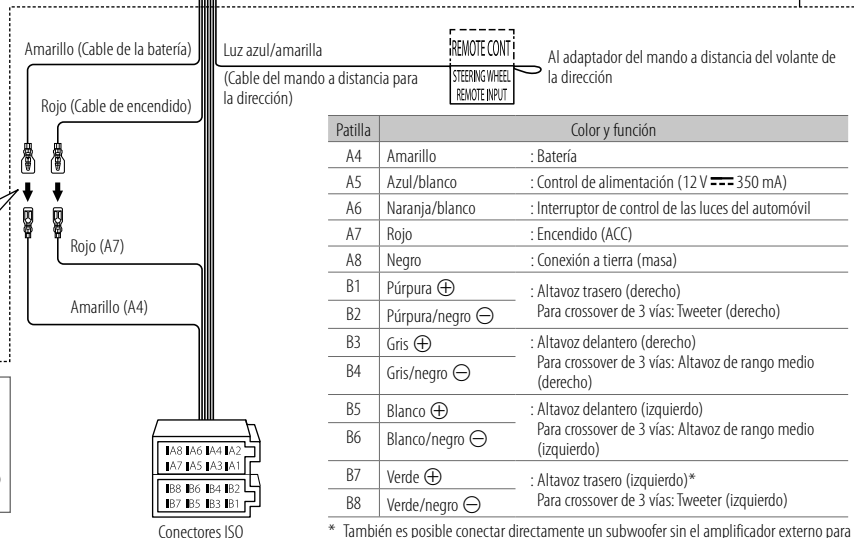 Amarillo (Cable de la batería)
Luz azul/amarilla
(Cable del mando a distancia para
la dirección)
REMOTE CONT
STEERING WHEEL
REMOTE INPUT
Al adaptador del mando a distancia del volante de
la dirección
Rojo (Cable de encendido)
Rojo (A7)
Amarillo (A4)
Patilla Color y función
A4 Amarillo : Batería
A5 Azul/blanco : Control de alimentación (12 V ⎓ 350 mA)
A6 Naranja/blanco : Interruptor de control de las luces del automóvil
A7 Rojo : Encendido (ACC)
A8 Negro : Conexión a tierra (masa)
B1 Púrpura ⊕ : Altavoz trasero (derecho)
B2 Púrpura/negro ⊖ Para crossover de 3 vías: Tweeter (derecho)
B3 Gris ⊕ : Altavoz delantero (derecho)
B4 Gris/negro ⊖ Para crossover de 3 vías: Altavoz de rango medio
(derecho)
B5 Blanco ⊕ : Altavoz delantero (izquierdo)
B6 Blanco/negro ⊖ Para crossover de 3 vías: Altavoz de rango medio
(izquierdo)
B7 Verde ⊕ : Altavoz trasero (izquierdo)*
B8 Verde/negro ⊖ Para crossover de 3 vías: Tweeter (izquierdo)
A8 A6 A4 A2
A7 A5 A3 A1
B8 B6 B4 B2
B7 B5 B3 B1
Conectores ISO
* También es posible conectar directamente un subwoofer sin el amplificador externo para